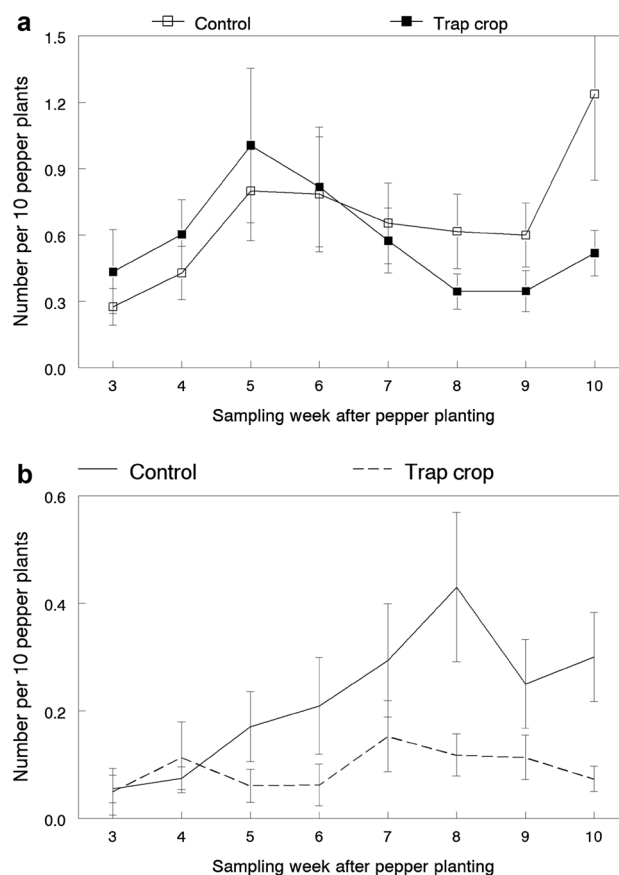 a
Control Trap crop
Number per 10 pepper plants
1.5
1.2
0.9
0.6
0.3
0.0
3 4 5 6 7 8 9 10
Sampling week after pepper planting
b
Control Trap crop
Number per 10 pepper plants
0.6
0.4
0.2
0.0
3 4 5 6 7 8 9 10
Sampling week after pepper planting